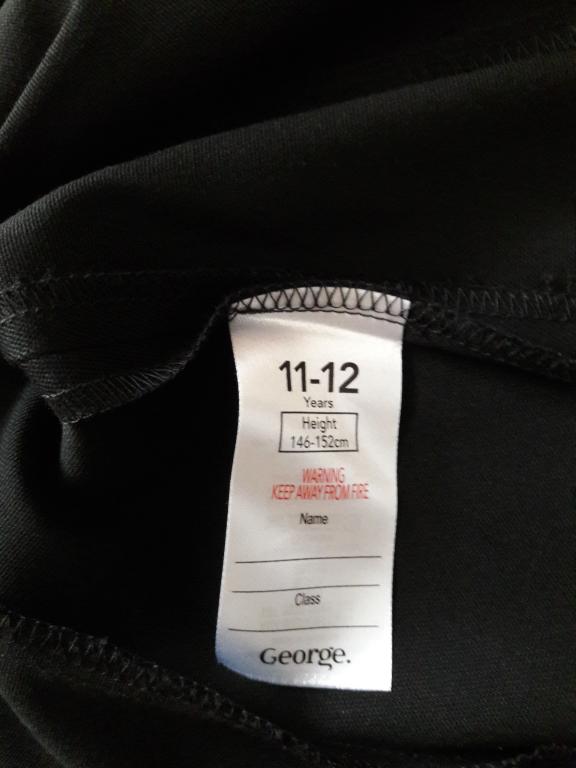 11-12
Years
Height
146-152cm
WARNING
KEEP AWAY FROM FIRE
Name
Class
George.